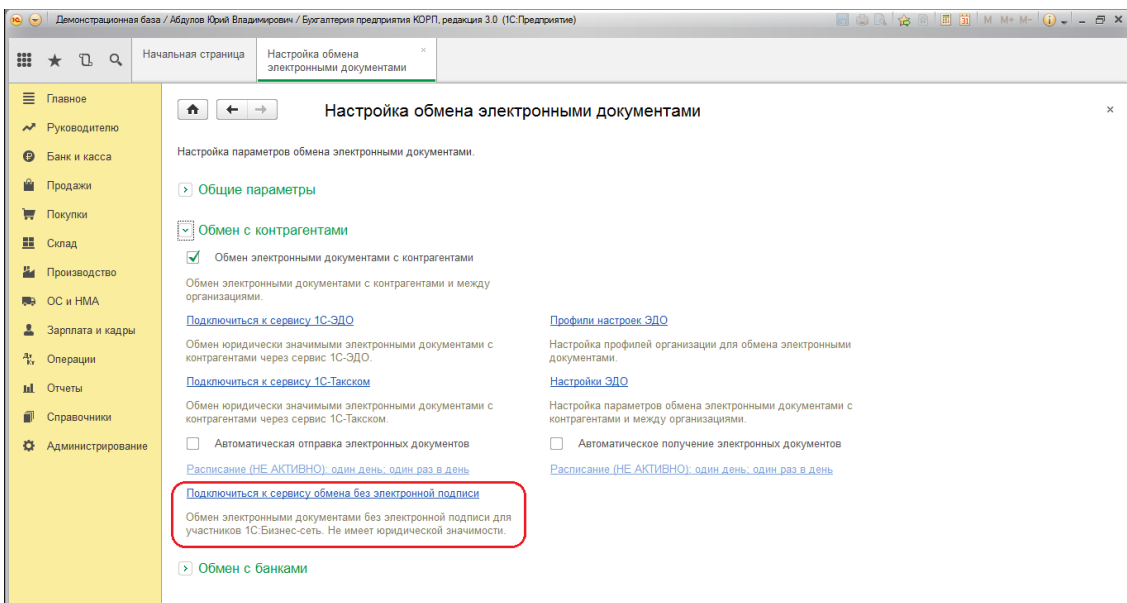 Демонстрационная база / Абдулов Юрий Владимирович / Бухгалтерия предприятия КОРП, редакция 3.0 (1С:Предприятие)
M M+ M-
Начальная страница
Настройка обмена
электронными документами
Главное
Руководителю
Банк и касса
Продажи
Покупки
Склад
Производство
ОС и НМА
Зарплата и кадры
Операции
Отчеты
Справочники
Администрирование
Настройка обмена электронными документами
Настройка параметров обмена электронными документами.
Общие параметры
Обмен с контрагентами
Обмен электронными документами с контрагентами
Обмен электронными документами с контрагентами и между
организациями.
Подключиться к сервису 1С-ЭДО
Обмен юридически значимыми электронными документами с
контрагентами через сервис 1С-ЭДО.
Подключиться к сервису 1С-Такском
Обмен юридически значимыми электронными документами с
контрагентами через сервис 1С-Такском.
Автоматическая отправка электронных документов
Расписание (НЕ АКТИВНО): один день; один раз в день
Подключиться к сервису обмена без электронной подписи
Обмен электронными документами без электронной подписи для
участников 1С:Бизнес-сеть. Не имеет юридической значимости.
Профили настроек ЭДО
Настройка профилей организации для обмена электронными
документами.
Настройки ЭДО
Настройка параметров обмена электронными документами с
контрагентами и между организациями.
Автоматическое получение электронных документов
Расписание (НЕ АКТИВНО): один день; один раз в день
Обмен с банками